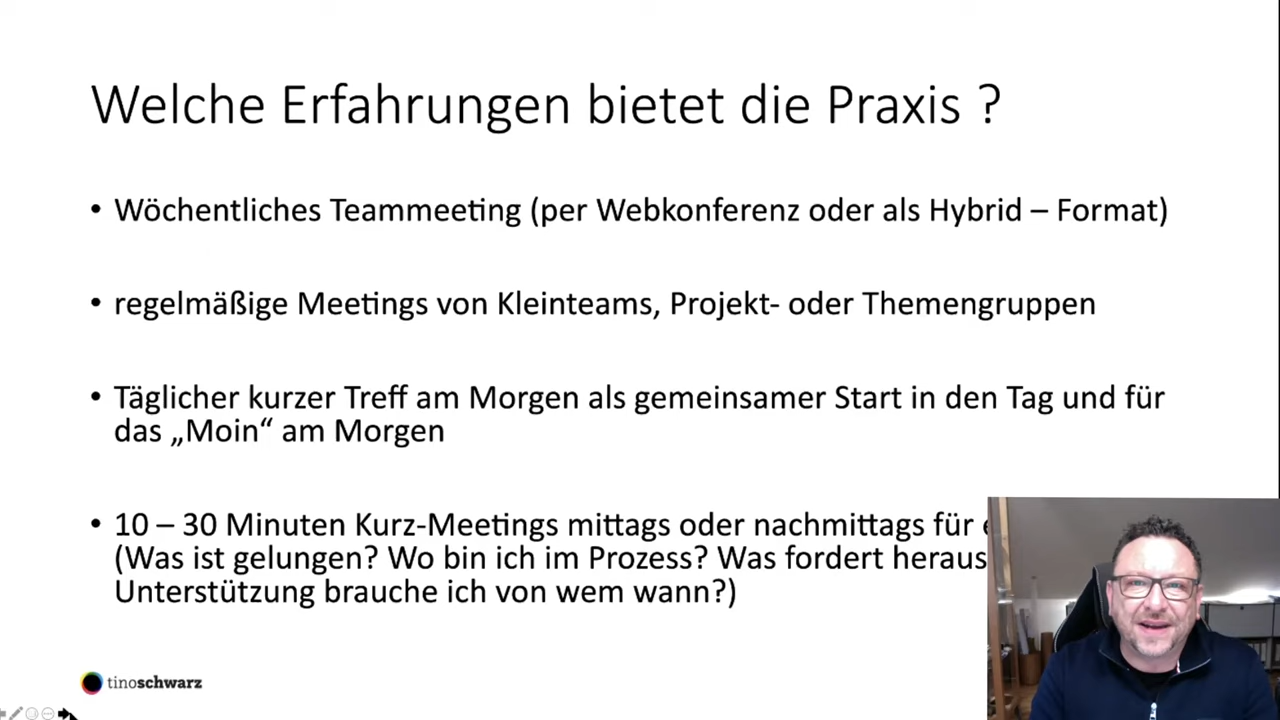 Welche Erfahrungen bietet die Praxis ?
• Wöchentliches Teammeeting (per Webkonferenz oder als Hybrid – Format)
• regelmäßige Meetings von Kleinteams, Projekt- oder Themengruppen
• Täglicher kurzer Treff am Morgen als gemeinsamer Start in den Tag und für
das „Moin“ am Morgen
• 10 – 30 Minuten Kurz-Meetings mittags oder nachmittags für
(Was ist gelungen? Wo bin ich im Prozess? Was fordert heraus
Unterstützung brauche ich von wem wann?)
tinoschwarz